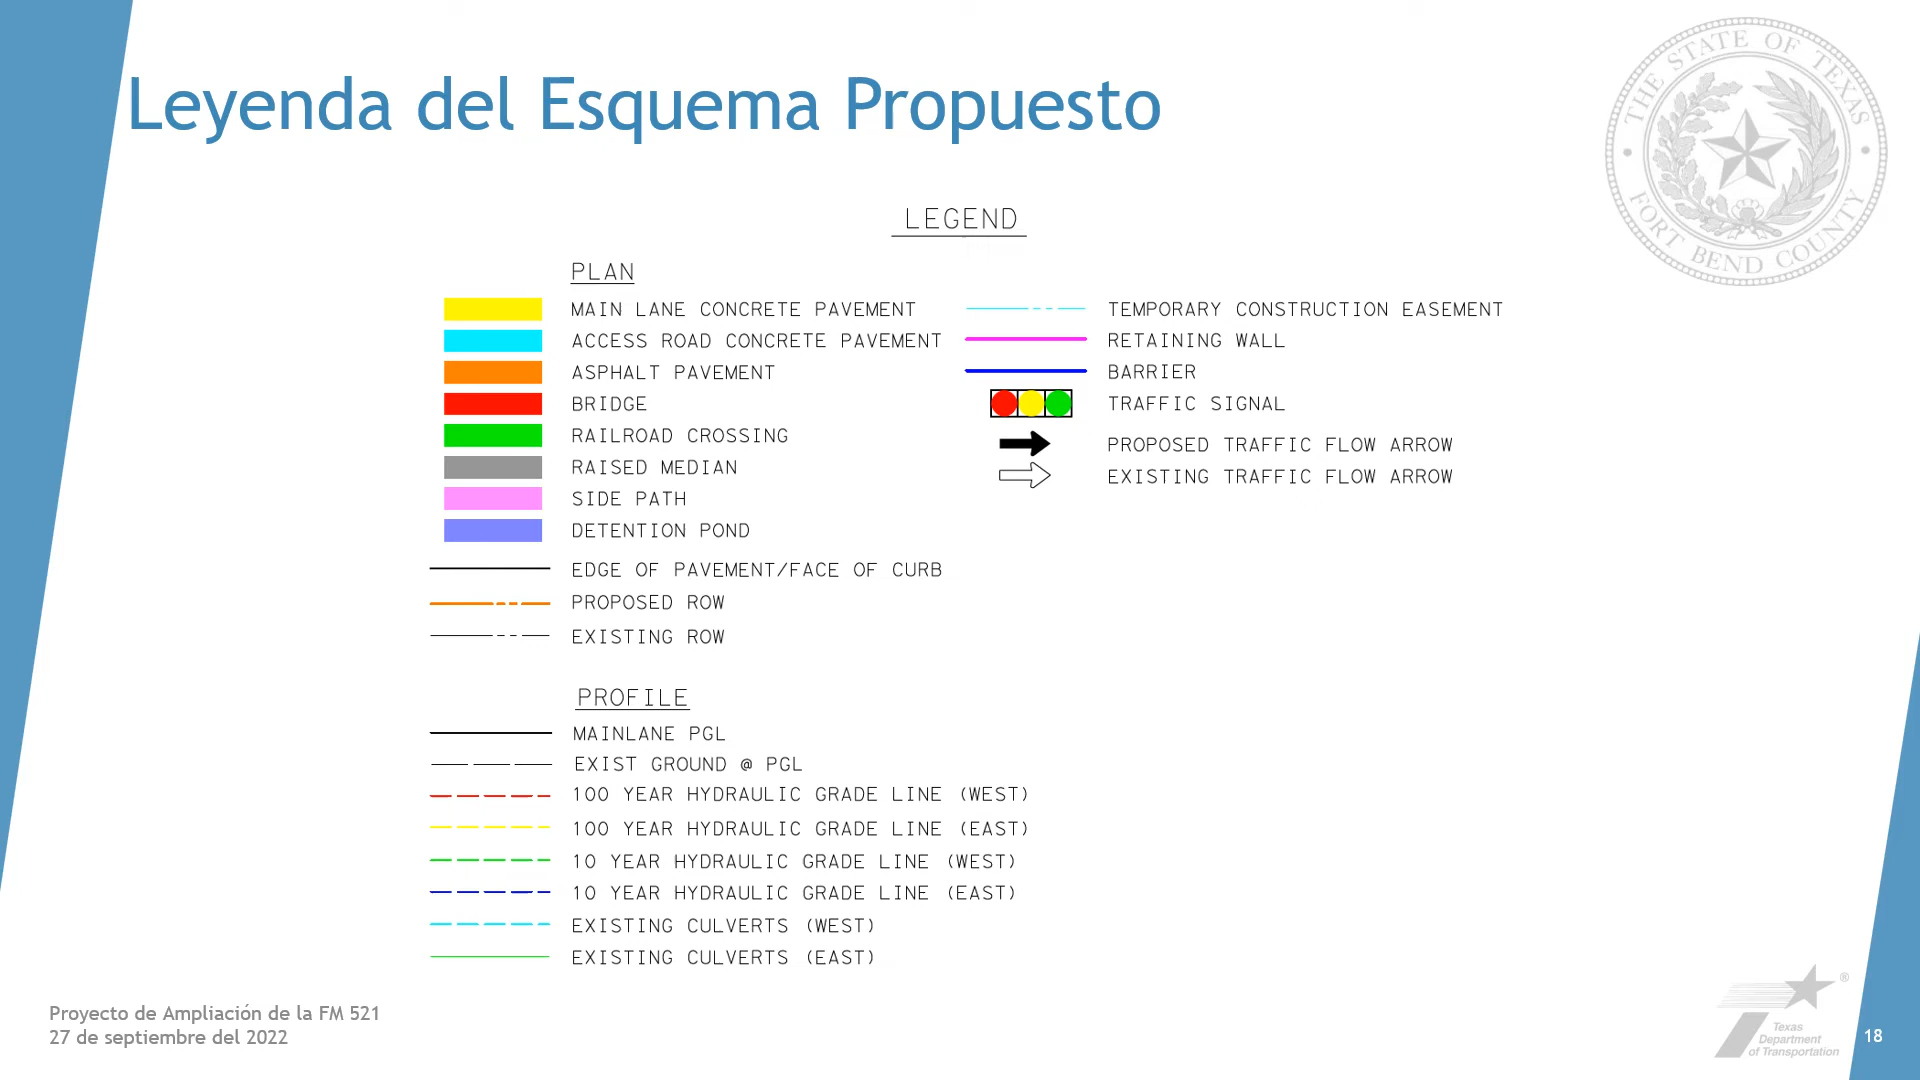 Leyenda del Esquema Propuesto
THE STATE OF TEXAS
FORT BEND COUNTY
LEGEND
PLAN
MAIN LANE CONCRETE PAVEMENT
ACCESS ROAD CONCRETE PAVEMENT
ASPHALT PAVEMENT
BRIDGE
RAILROAD CROSSING
RAISED MEDIAN
SIDE PATH
DETENTION POND
EDGE OF PAVEMENT/FACE OF CURB
PROPOSED ROW
EXISTING ROW
TEMPORARY CONSTRUCTION EASEMENT
RETAINING WALL
BARRIER
TRAFFIC SIGNAL
PROPOSED TRAFFIC FLOW ARROW
EXISTING TRAFFIC FLOW ARROW
PROFILE
MAINLANE PGL
EXIST GROUND @ PGL
100 YEAR HYDRAULIC GRADE LINE (WEST)
100 YEAR HYDRAULIC GRADE LINE (EAST)
10 YEAR HYDRAULIC GRADE LINE (WEST)
10 YEAR HYDRAULIC GRADE LINE (EAST)
EXISTING CULVERTS (WEST)
EXISTING CULVERTS (EAST)
Proyecto de Ampliación de la FM 521
27 de septiembre del 2022
®
Texas
Department
of Transportation
18